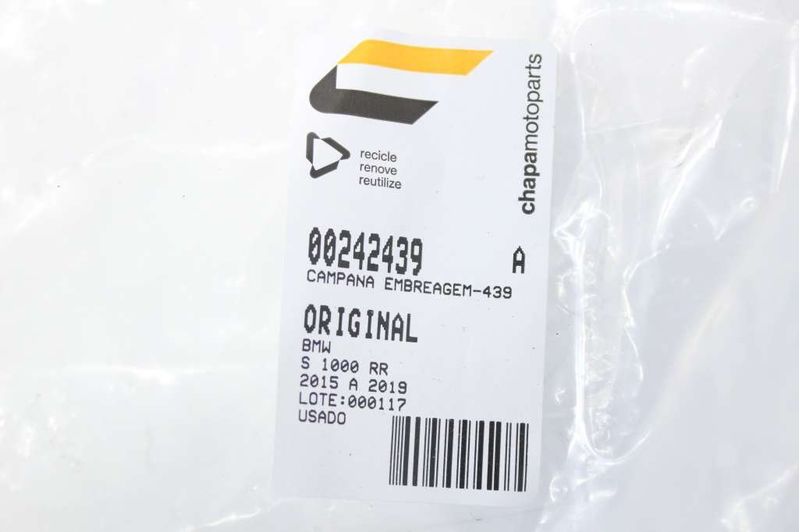 chapamotoparts
recicle
renove
reutilize
00242439 A
CAMPANA EMBREAGEM-439
ORIGINAL
BMW
S 1000 RR
2015 A 2019
LOTE:000117
USADO